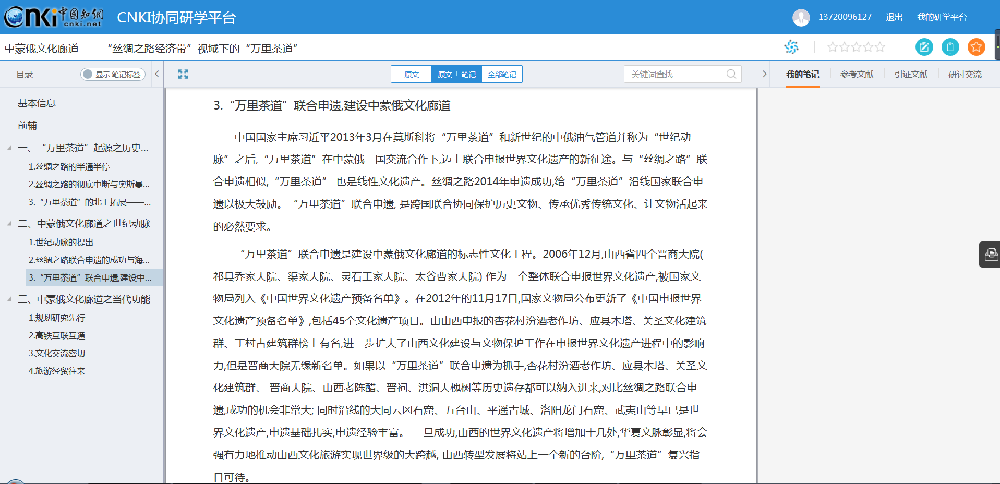 Cnki中國知網
cnki.net
CNKI协同研学平台
13720096127 退出 我的研学平台
中蒙俄文化廊道——“丝绸之路经济带”视域下的“万里茶道”
目录 显示 笔记标签
原文 原文 + 笔记 全部笔记
关键词查找
我的笔记 参考文献 引证文献 研讨交流
基本信息
前辅
一、 “万里茶道”起源之历史...
1.丝绸之路的半通半停
2.丝绸之路的彻底中断与奥斯曼...
3.“万里茶道”的北上拓展——...
二、中蒙俄文化廊道之世纪动脉
1.世纪动脉的提出
2.丝绸之路联合申遗的成功与海...
3.“万里茶道”联合申遗,建设中...
三、中蒙俄文化廊道之当代功能
1.规划研究先行
2.高铁互联互通
3.文化交流密切
4.旅游经贸往来
3.“万里茶道”联合申遗,建设中蒙俄文化廊道
中国国家主席习近平2013年3月在莫斯科将“万里茶道”和新世纪的中俄油气管道并称为“世纪动
脉”之后,“万里茶道”在中蒙俄三国交流合作下,迈上联合申报世界文化遗产的新征途。与“丝绸之路”联
合申遗相似,“万里茶道” 也是线性文化遗产。丝绸之路2014年申遗成功,给“万里茶道”沿线国家联合申
遗以极大鼓励。“万里茶道”联合申遗, 是跨国联合协同保护历史文物、传承优秀传统文化、让文物活起来
的必然要求。
“万里茶道”联合申遗是建设中蒙俄文化廊道的标志性文化工程。2006年12月,山西省四个晋商大院(
祁县乔家大院、渠家大院、灵石王家大院、太谷曹家大院) 作为一个整体联合申报世界文化遗产,被国家文
物局列入《中国世界文化遗产预备名单》。在2012年的11月17日,国家文物局公布更新了《中国申报世界
文化遗产预备名单》,包括45个文化遗产项目。由山西申报的杏花村汾酒老作坊、应县木塔、关圣文化建筑
群、丁村古建筑群榜上有名,进一步扩大了山西文化建设与文物保护工作在申报世界文化遗产进程中的影响
力,但是晋商大院无缘新名单。如果以“万里茶道”联合申遗为抓手,杏花村汾酒老作坊、应县木塔、关圣文
化建筑群、 晋商大院、山西老陈醋、晋祠、洪洞大槐树等历史遗存都可以纳入进来,对比丝绸之路联合申
遗,成功的机会非常大; 同时沿线的大同云冈石窟、五台山、平遥古城、洛阳龙门石窟、武夷山等早已是世
界文化遗产,申遗基础扎实,申遗经验丰富。 一旦成功,山西的世界文化遗产将增加十几处,华夏文脉彰显,将会
强有力地推动山西文化旅游实现世界级的大跨越, 山西转型发展将站上一个新的台阶,“万里茶道”复兴指
日可待。